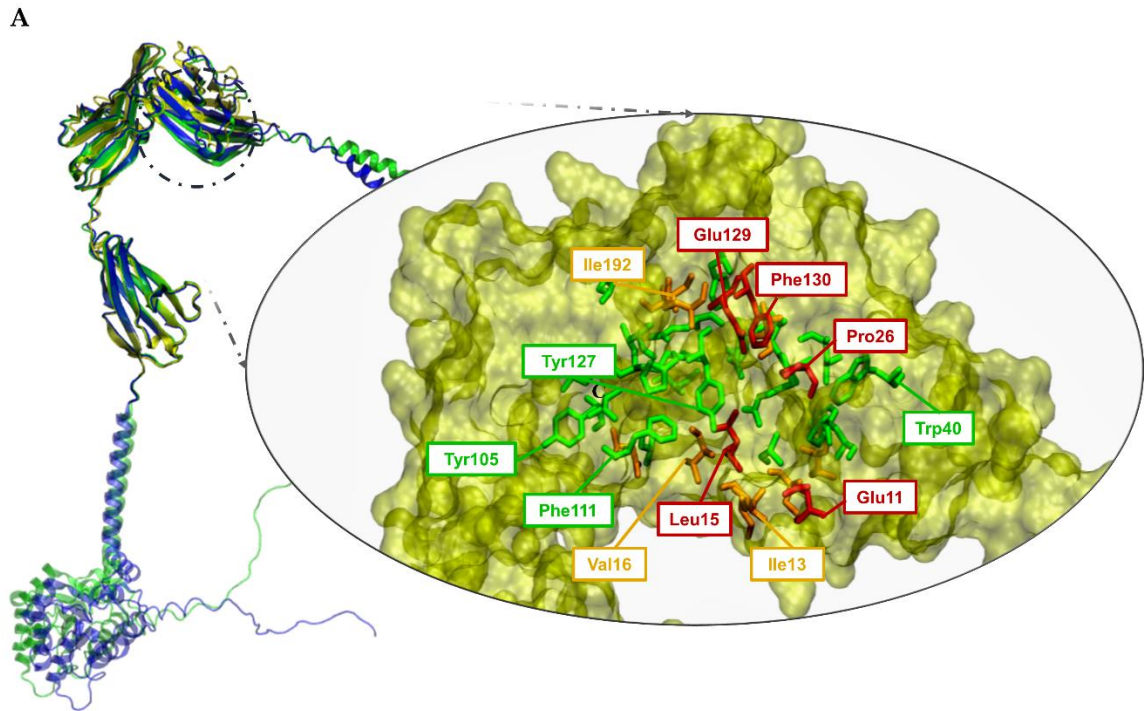 A
Glu129
Ile192
Phe130
Pro26
Tyr127
C
Trp40
Tyr105
Glu11
Phe111
Leu15
Val16
Ile13